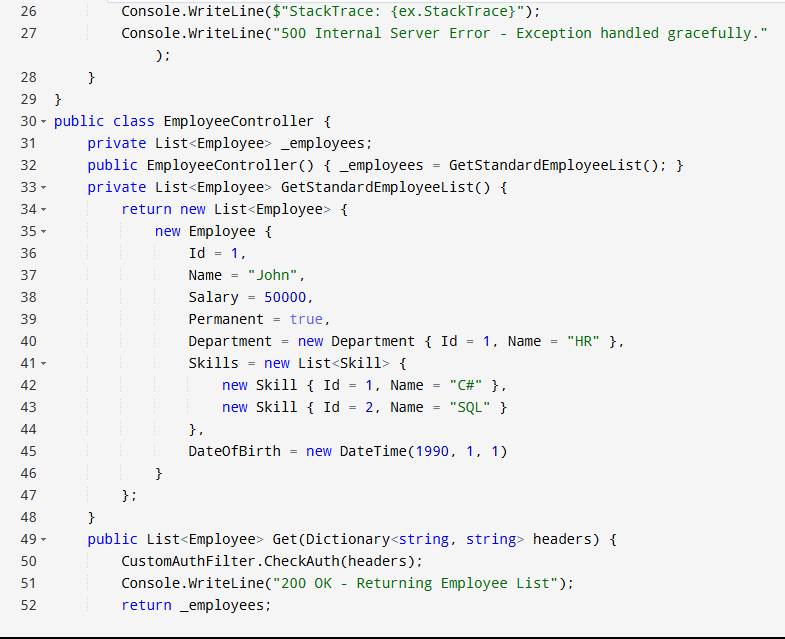 26 Console.WriteLine($"StackTrace: {ex.StackTrace}");
27 Console.WriteLine("500 Internal Server Error - Exception handled gracefully."
);
28 }
29 }
30 public class EmployeeController {
31 private List<Employee> _employees;
32 public EmployeeController() { _employees = GetStandardEmployeeList(); }
33 private List<Employee> GetStandardEmployeeList() {
34 return new List<Employee> {
35 new Employee {
36 Id = 1,
37 Name = "John",
38 Salary = 50000,
39 Permanent = true,
40 Department = new Department { Id = 1, Name = "HR" },
41 Skills = new List<Skill> {
42 new Skill { Id = 1, Name = "C#" },
43 new Skill { Id = 2, Name = "SQL" }
44 },
45 DateOfBirth = new DateTime(1990, 1, 1)
46 }
47 };
48 }
49 public List<Employee> Get(Dictionary<string, string> headers) {
50 CustomAuthFilter.CheckAuth(headers);
51 Console.WriteLine("200 OK - Returning Employee List");
52 return _employees;